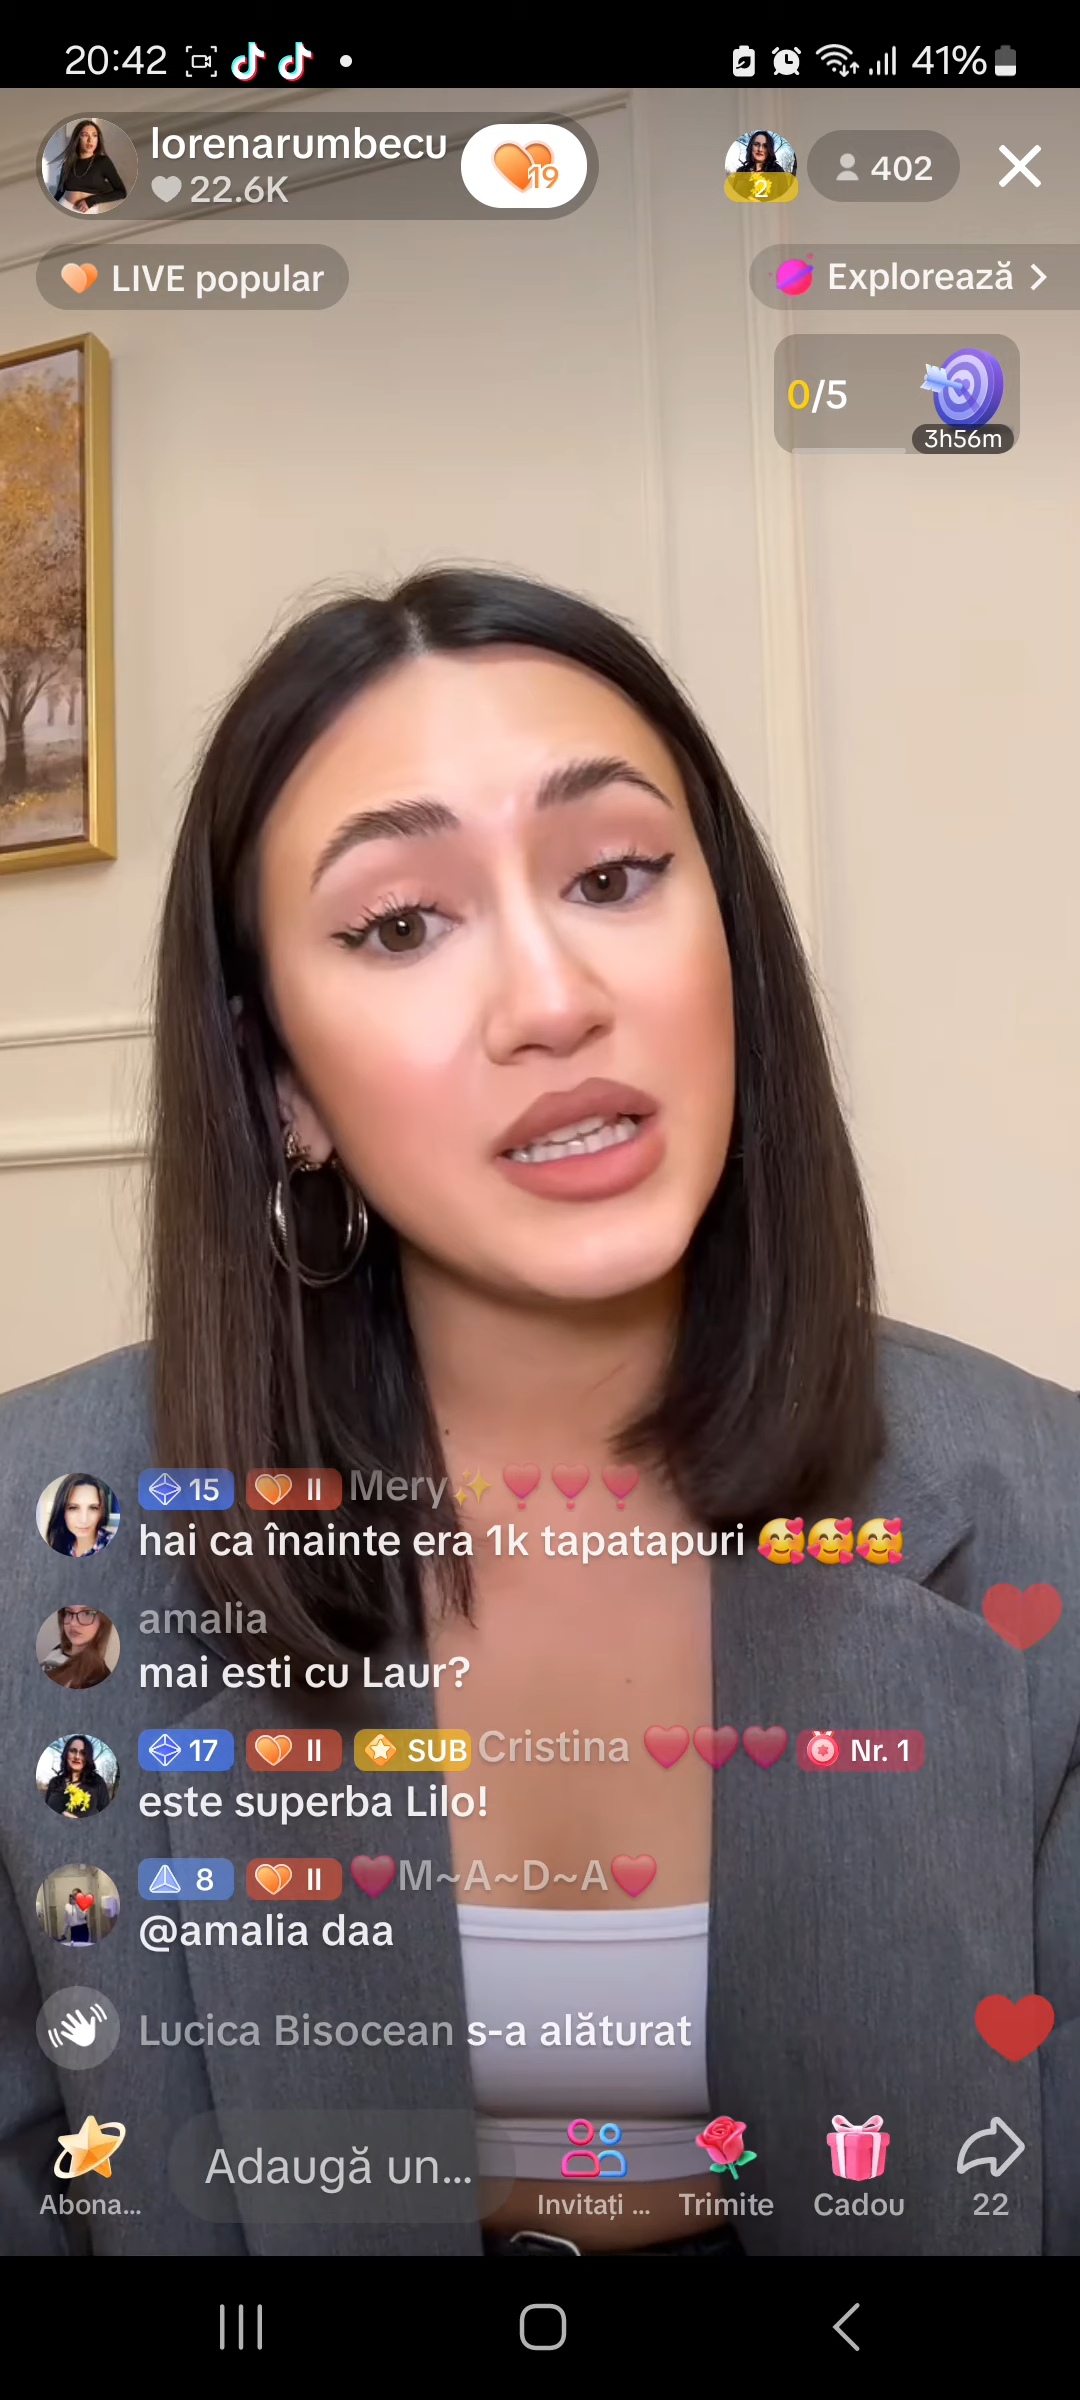 20:42
41%
lorenarumbecu
22.6K
19
2
402
LIVE popular
Explorează
0/5
3h56m
15 II Mery
hai ca înainte era 1k tapatapuri
amalia
mai esti cu Laur?
17 II SUB Cristina Nr. 1
este superba Lilo!
8 II M~A~D~A
@amalia daa
Lucica Bisocean s-a alăturat
Adaugă un...
Abona... Invitați ... Trimite Cadou 22